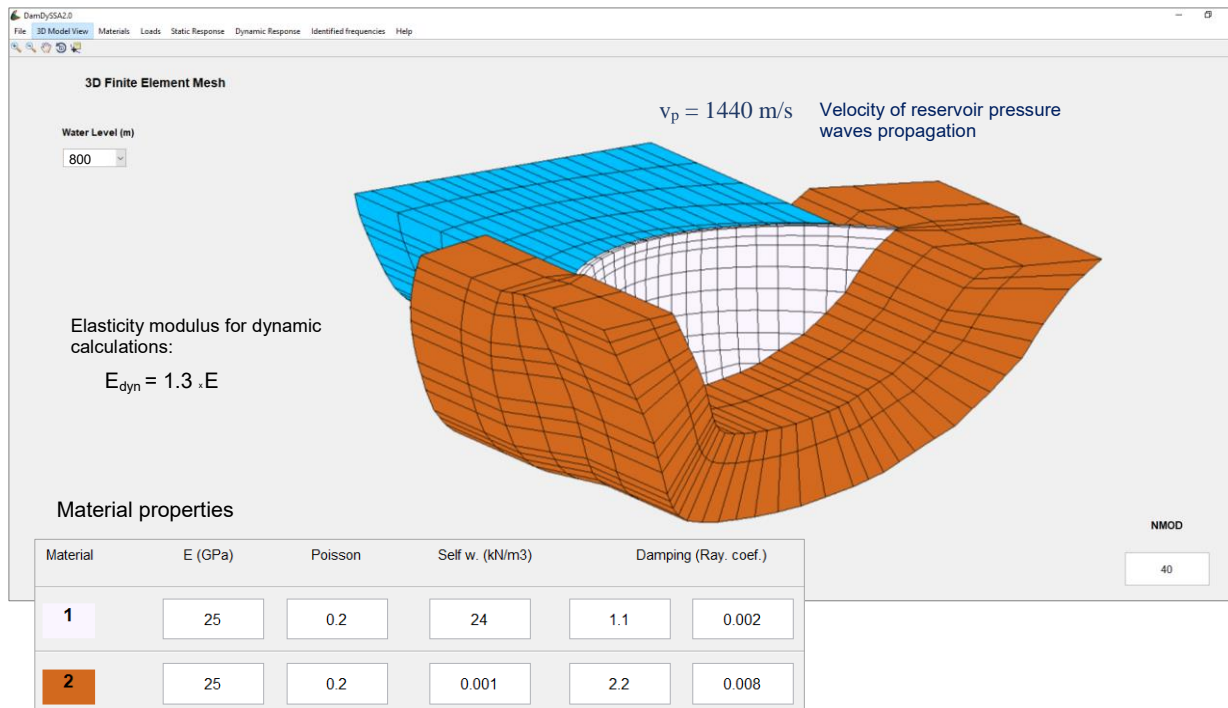 DamDySSA2.0
File 3D Model View Materials Loads Static Response Dynamic Response Identified frequencies Help
3D Finite Element Mesh
Water Level (m)
800
vp = 1440 m/s
Velocity of reservoir pressure
waves propagation
Elasticity modulus for dynamic
calculations:
Edyn = 1.3 x E
Material properties
NMOD
40
Material E (GPa) Poisson Self w. (kN/m3) Damping (Ray. coef.)
1 25 0.2 24 1.1 0.002
2 25 0.2 0.001 2.2 0.008